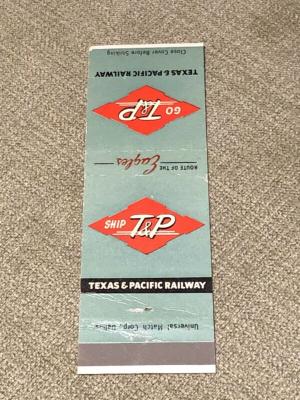 Close Cover Before Striking
TEXAS & PACIFIC RAILWAY
GO T&P
ROUTE OF THE Eagles
SHIP T&P
TEXAS & PACIFIC RAILWAY
Universal Match Corp., Dallas